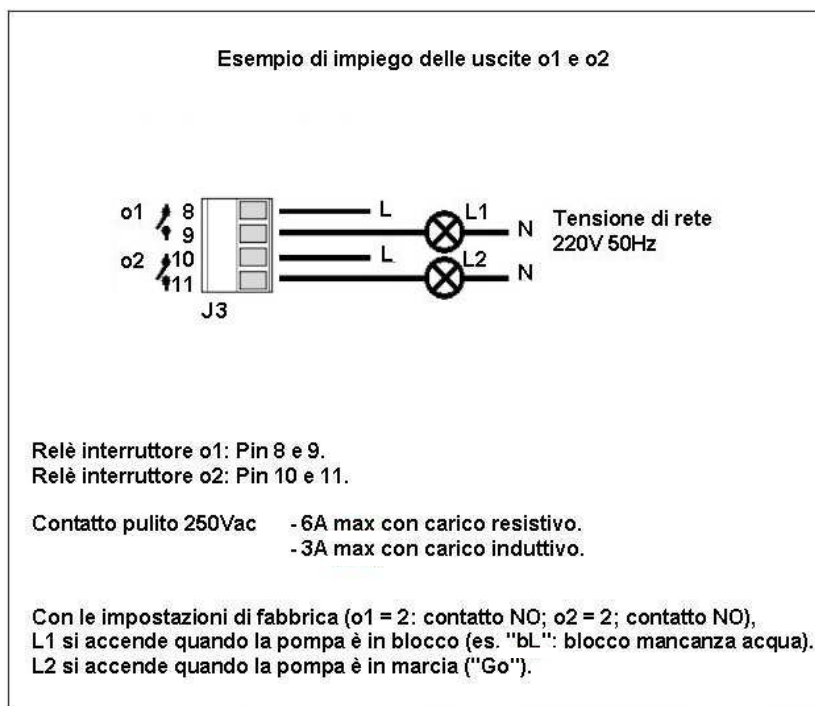 Esempio di impiego delle uscite o1 e o2
o1 8 L L1 N Tensione di rete
9 220V 50Hz
o2 10 L L2 N
11
J3
Relè interruttore o1: Pin 8 e 9.
Relè interruttore o2: Pin 10 e 11.
Contatto pulito 250Vac - 6A max con carico resistivo.
- 3A max con carico induttivo.
Con le impostazioni di fabbrica (o1 = 2: contatto NO; o2 = 2; contatto NO),
L1 si accende quando la pompa è in blocco (es. "bL": blocco mancanza acqua).
L2 si accende quando la pompa è in marcia ("Go").